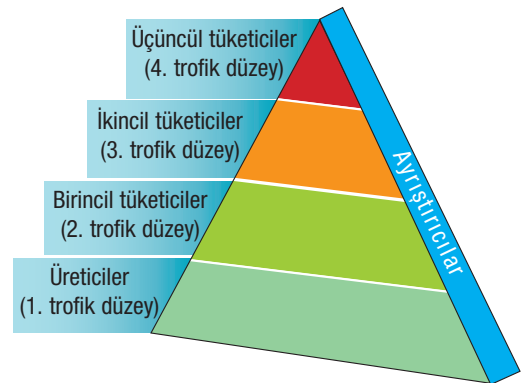 Üçüncül tüketiciler
(4. trofik düzey)
İkincil tüketiciler
(3. trofik düzey)
Birincil tüketiciler
(2. trofik düzey)
Üreticiler
(1. trofik düzey)
Ayrıştırıcılar